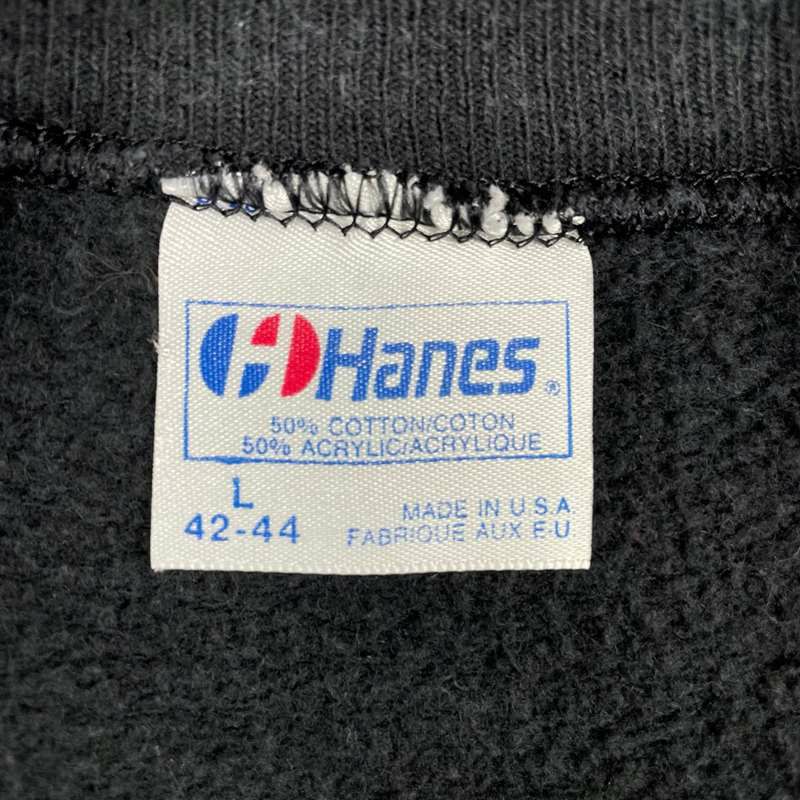 Hanes®
50% COTTON/COTON
50% ACRYLIC/ACRYLIQUE
L
42-44
MADE IN U.S.A.
FABRIQUE AUX E-U